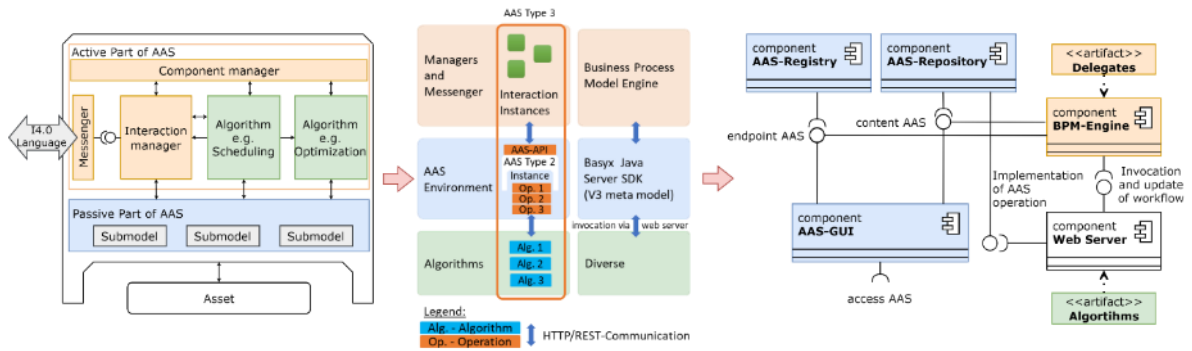 Active Part of AAS
Component manager
I4.0
Language
Messenger
Interaction
manager
Algorithm
e.g.
Scheduling
Algorithm
e.g.
Optimization
Passive Part of AAS
Submodel
Submodel
Submodel
Asset
AAS Type 3
Managers
and
Messenger
Interaction
Instances
Business Process
Model Engine
AAS
Environment
AAS-API
AAS Type 2
Instance
Op. 1
Op. 2
Op. 3
Basyx Java
Server SDK
(V3 meta model)
invocation via web server
Algorithms
Alg. 1
Alg. 2
Alg. 3
Diverse
Legend:
Alg. - Algorithm
Op. - Operation
HTTP/REST-Communication
component
AAS-Registry
component
AAS-Repository
<<artifact>>
Delegates
endpoint AAS
content AAS
component
BPM-Engine
Implementation
of AAS
operation
Invocation
and update
of workflow
component
AAS-GUI
component
Web Server
access AAS
<<artifact>>
Algortihms